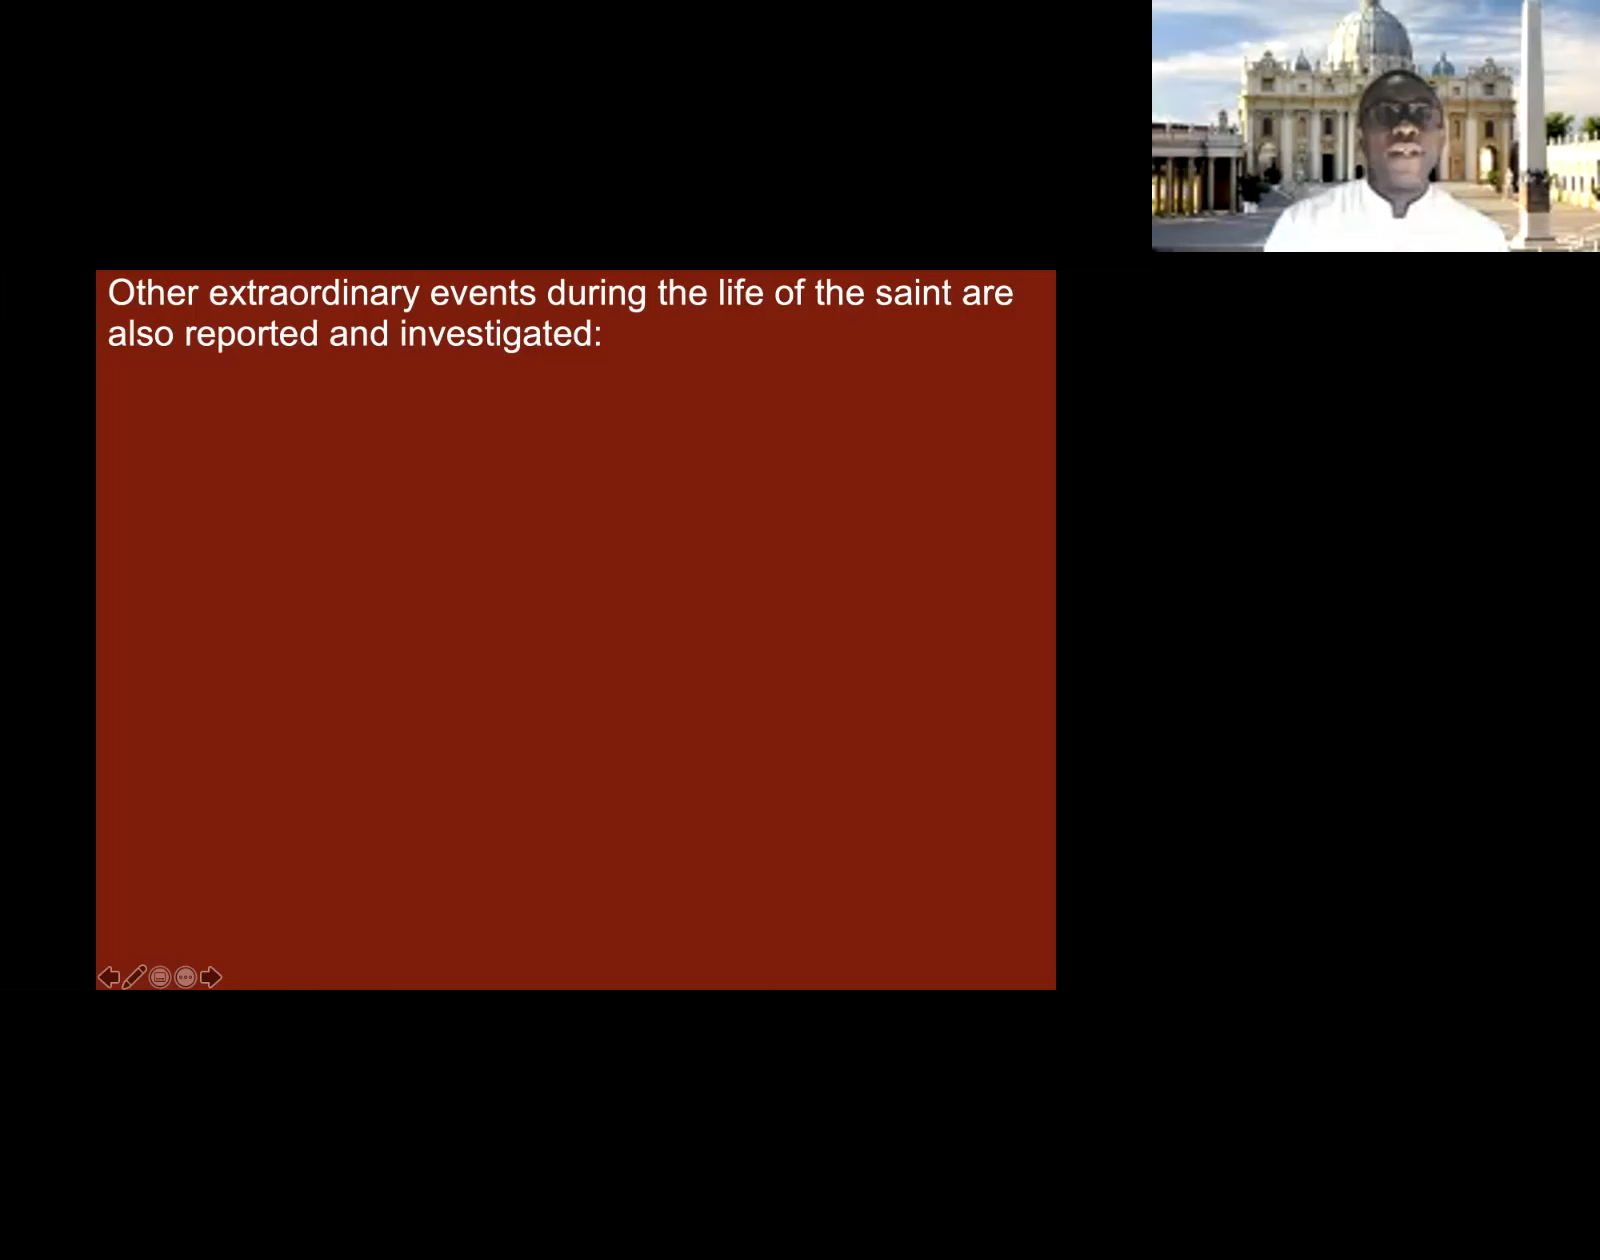 Other extraordinary events during the life of the saint are
also reported and investigated: